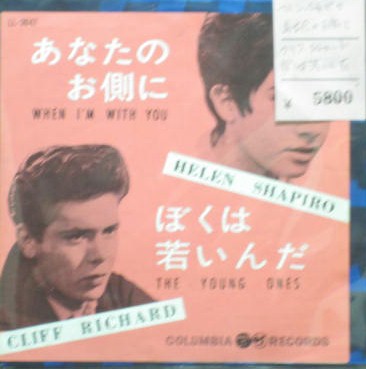 あなたの
お側に
WHEN I'M WITH YOU
¥ 5800
HELEN SHAPIRO
ぼくは
若いんだ
THE YOUNG ONES
CLIFF RICHARD
COLUMBIA RECORDS